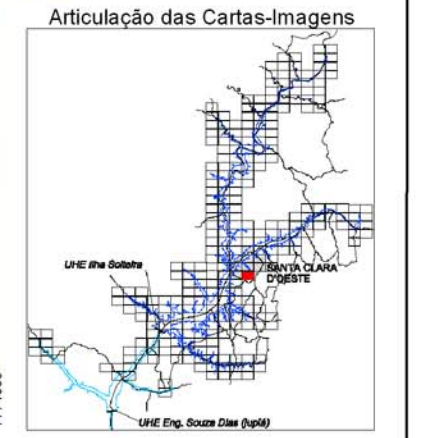 Articulação das Cartas-Imagens
UHE Ilha Solteira
SANTA CLARA
D'OESTE
UHE Eng. Souza Dias (Jupiá)